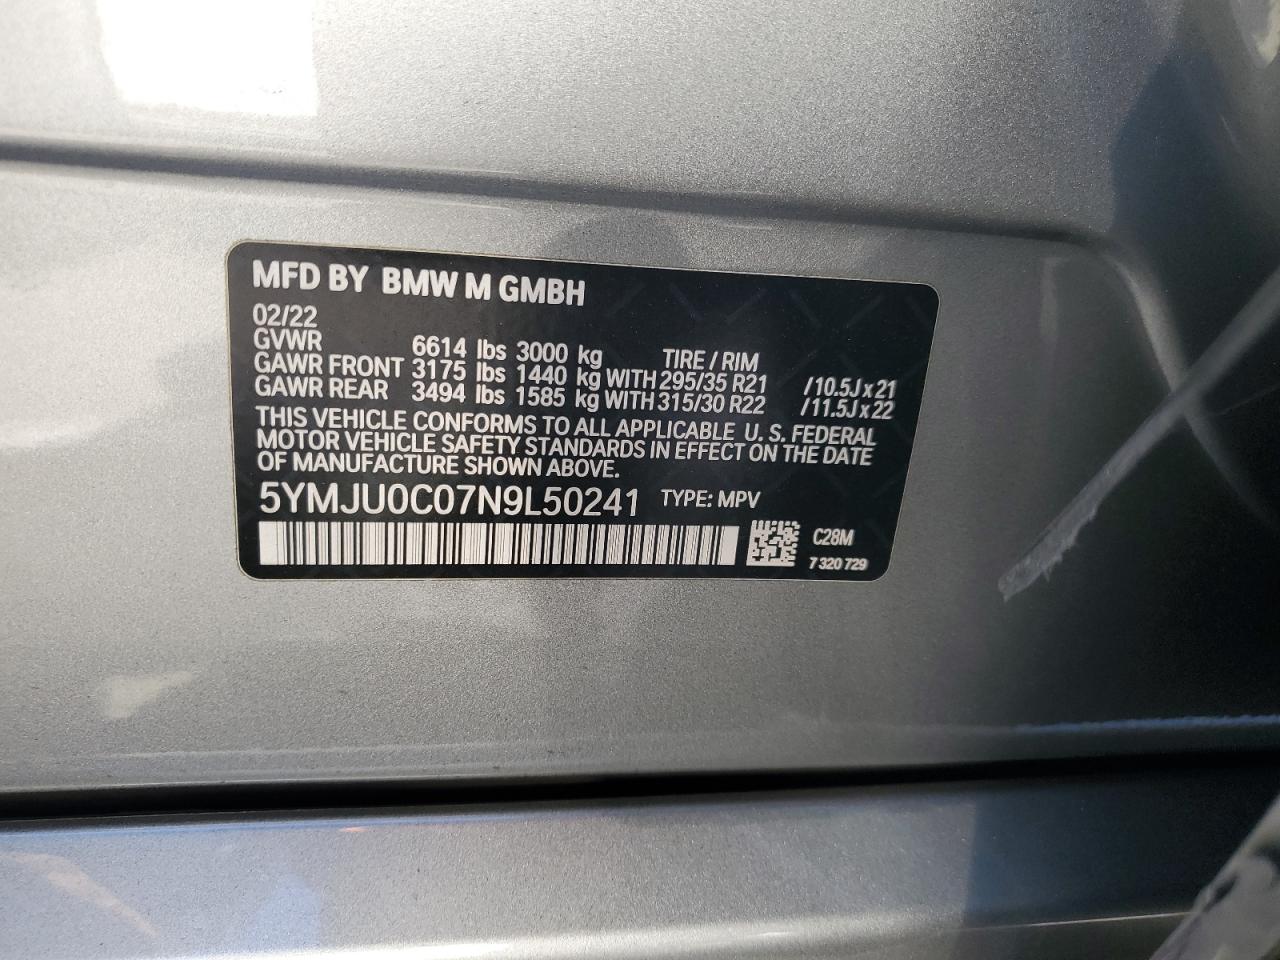 MFD BY BMW M GMBH
02/22
GVWR 6614 lbs 3000 kg TIRE / RIM
GAWR FRONT 3175 lbs 1440 kg WITH 295/35 R21 /10.5J x 21
GAWR REAR 3494 lbs 1585 kg WITH 315/30 R22 /11.5J x 22
THIS VEHICLE CONFORMS TO ALL APPLICABLE U. S. FEDERAL
MOTOR VEHICLE SAFETY STANDARDS IN EFFECT ON THE DATE
OF MANUFACTURE SHOWN ABOVE.
5YMJU0C07N9L50241 TYPE: MPV
C28M
7 320 729